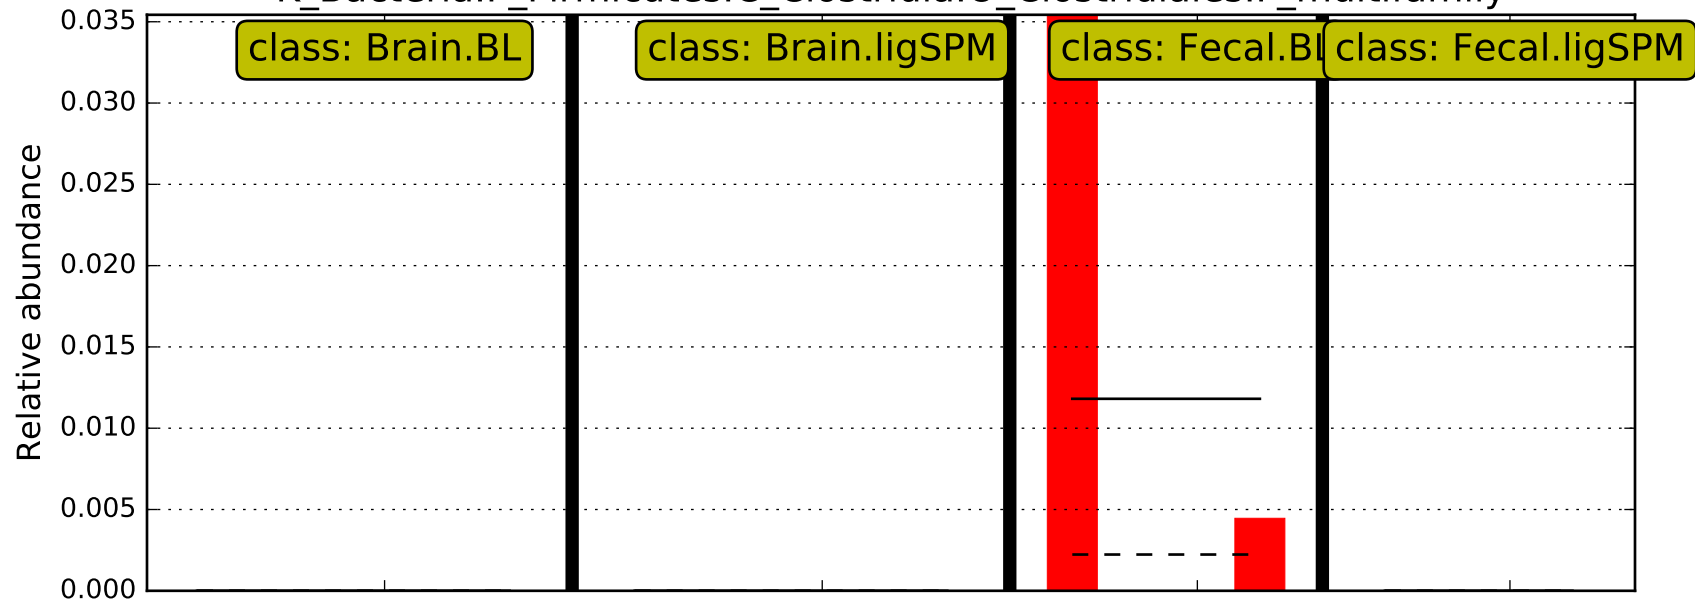 0.035
class: Brain.BL
class: Brain.ligSPM
class: Fecal.BL
class: Fecal.ligSPM
0.030
0.025
0.020
0.015
0.010
0.005
0.000
Relative abundance